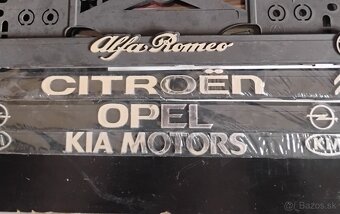 Alfa Romeo
CITROËN
OPEL
KIA MOTORS KM
Bazos.sk